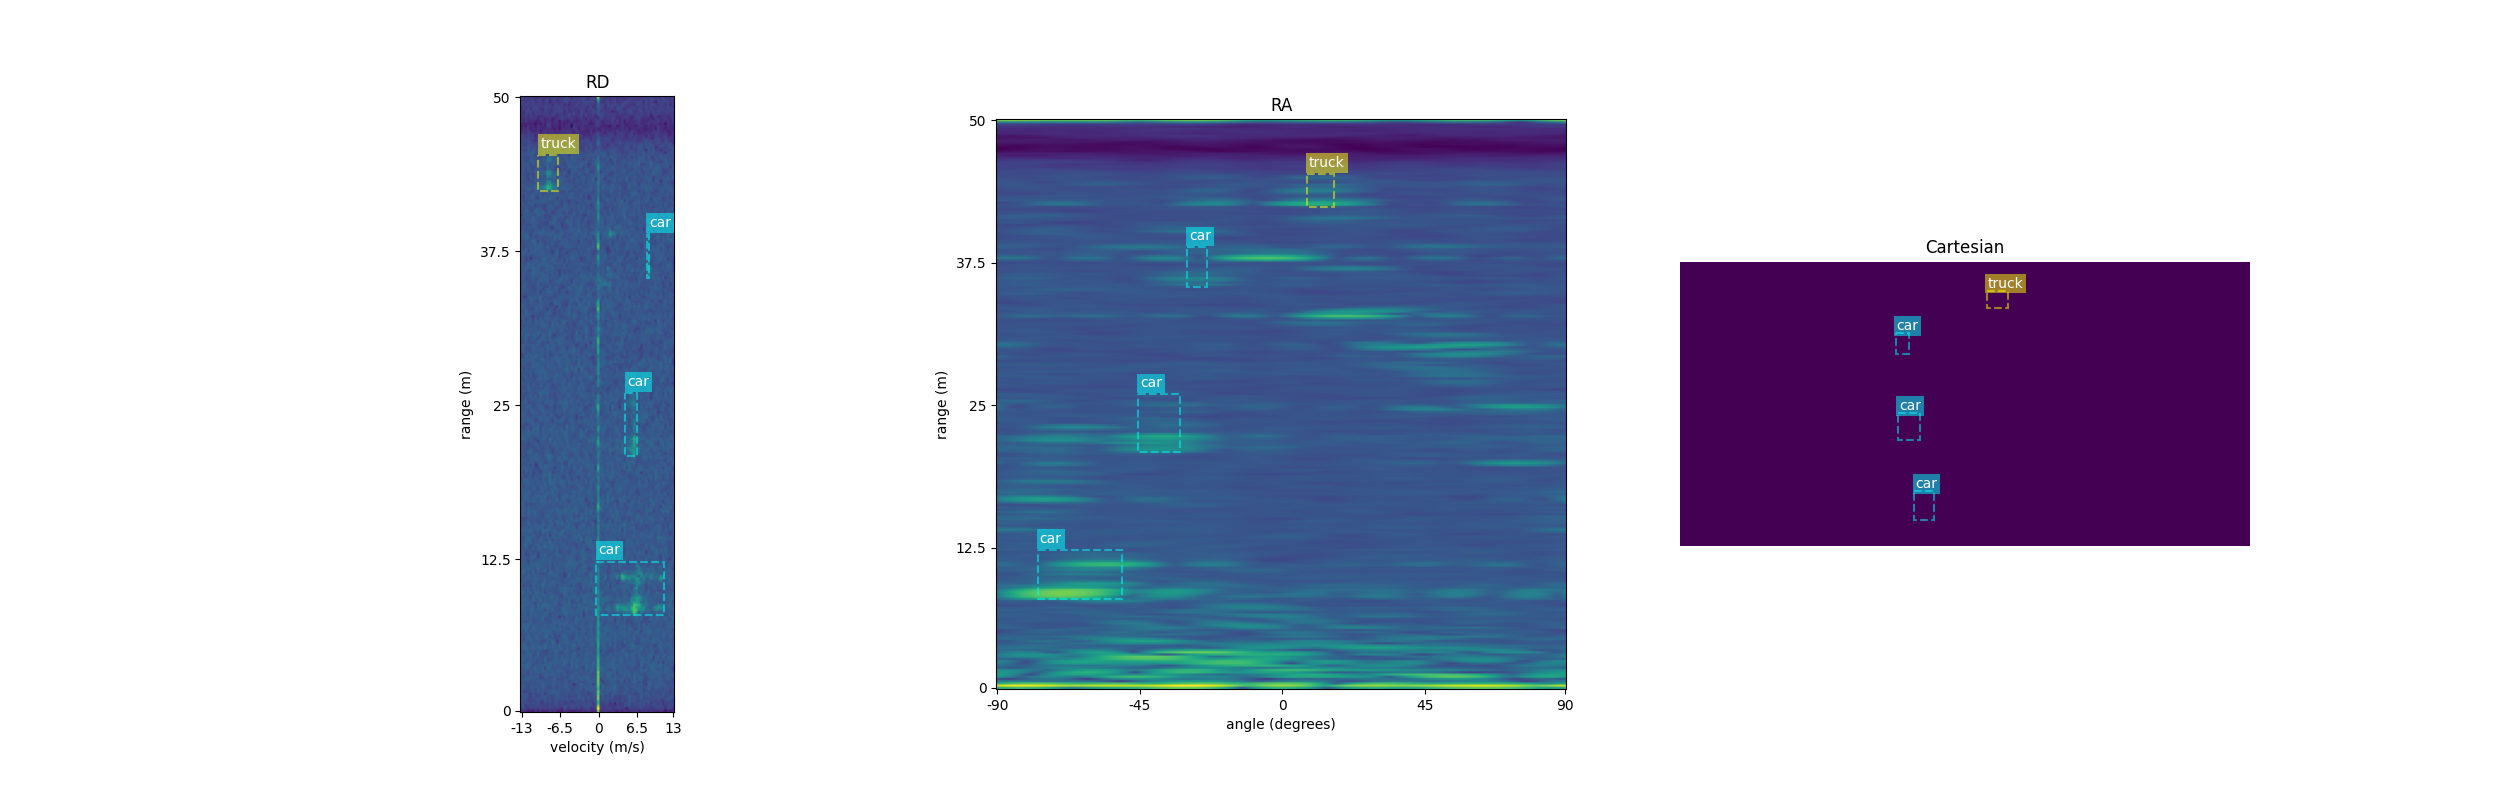 RD
50
37.5
25
12.5
0
range (m)
-13 -6.5 0 6.5 13
velocity (m/s)
truck
car
car
car
RA
50
37.5
25
12.5
0
range (m)
-90 -45 0 45 90
angle (degrees)
truck
car
car
car
Cartesian
truck
car
car
car